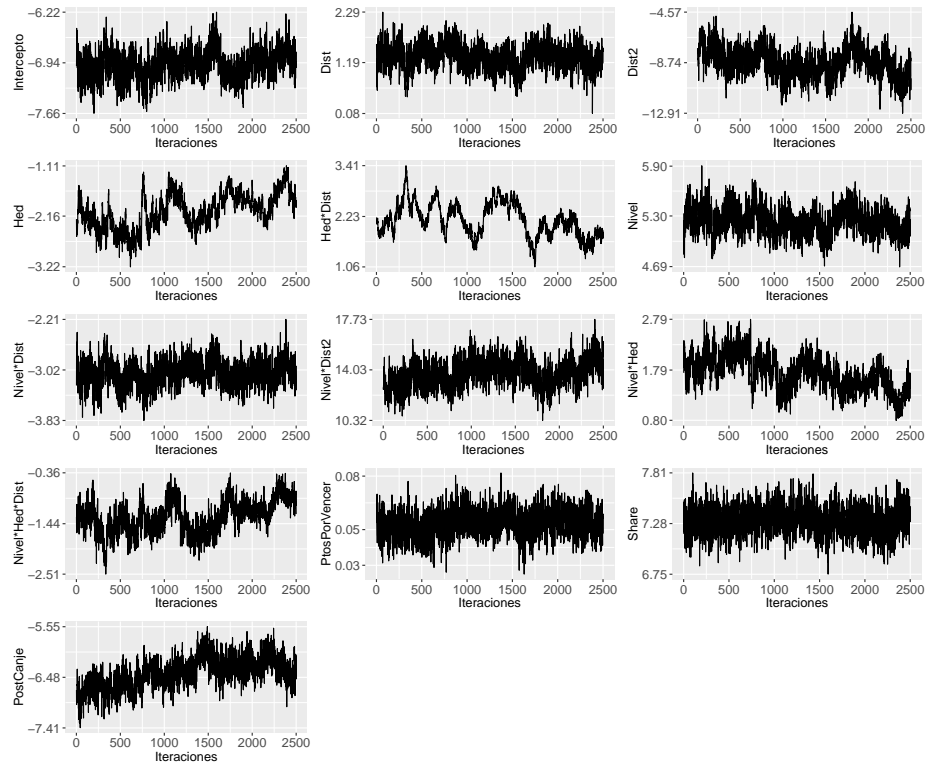 Intercepto
−6.22
−6.94
−7.66
0 500 1000 1500 2000 2500
Iteraciones
Dist
2.29
1.19
0.08
0 500 1000 1500 2000 2500
Iteraciones
Dist2
−4.57
−8.74
−12.91
0 500 1000 1500 2000 2500
Iteraciones
Hed
−1.11
−2.16
−3.22
0 500 1000 1500 2000 2500
Iteraciones
Hed*Dist
3.41
2.23
1.06
0 500 1000 1500 2000 2500
Iteraciones
Nivel
5.90
5.30
4.69
0 500 1000 1500 2000 2500
Iteraciones
Nivel*Dist
−2.21
−3.02
−3.83
0 500 1000 1500 2000 2500
Iteraciones
Nivel*Dist2
17.73
14.03
10.32
0 500 1000 1500 2000 2500
Iteraciones
Nivel*Hed
2.79
1.79
0.80
0 500 1000 1500 2000 2500
Iteraciones
Nivel*Hed*Dist
−0.36
−1.44
−2.51
0 500 1000 1500 2000 2500
Iteraciones
PtosPorVencer
0.08
0.05
0.03
0 500 1000 1500 2000 2500
Iteraciones
Share
7.81
7.28
6.75
0 500 1000 1500 2000 2500
Iteraciones
PostCanje
−5.55
−6.48
−7.41
0 500 1000 1500 2000 2500
Iteraciones